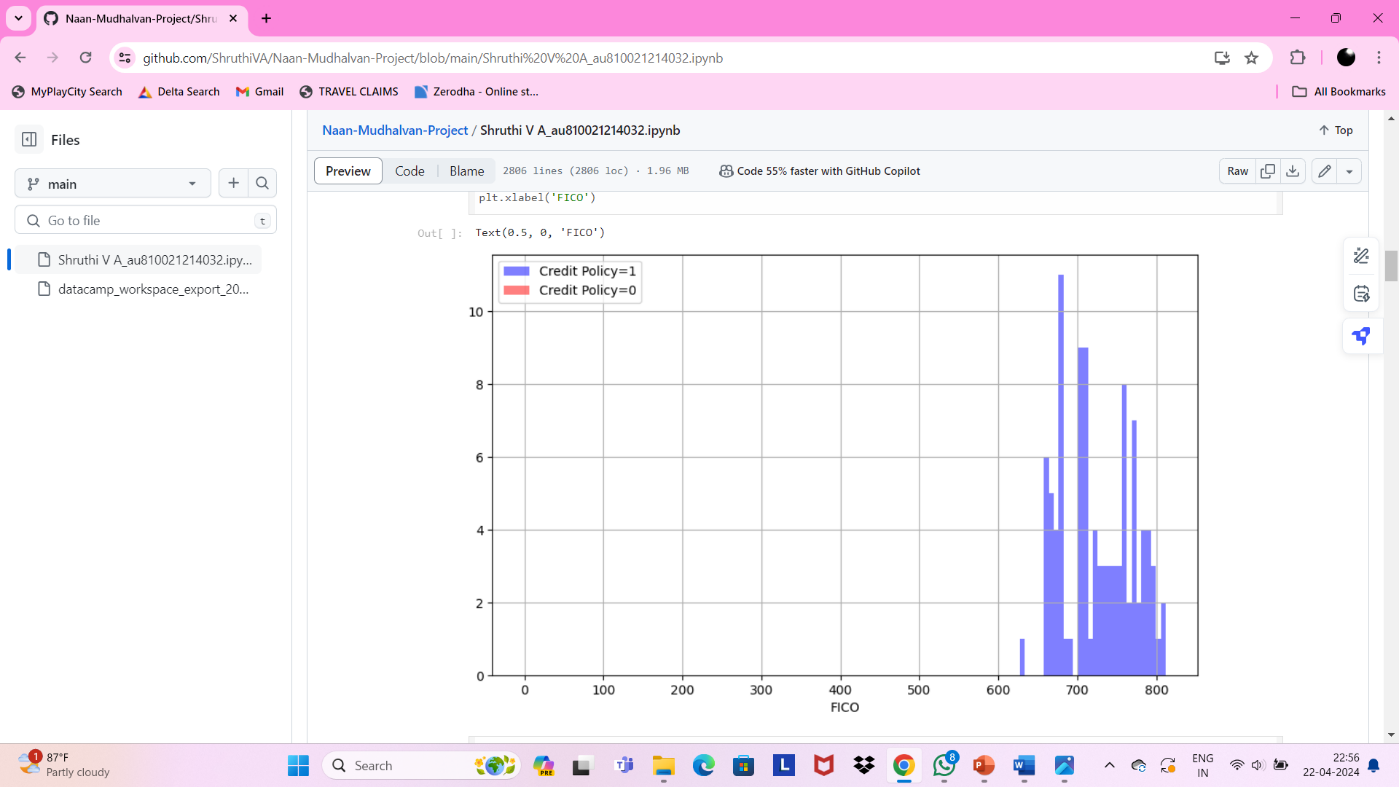 Naan-Mudhalvan-Project/Shru
github.com/ShruthiVA/Naan-Mudhalvan-Project/blob/main/Shruthi%20V%20A_au810021214032.ipynb
MyPlayCity Search
Delta Search
Gmail
TRAVEL CLAIMS
Zerodha - Online st...
All Bookmarks
Files
main
Go to file
t
Shruthi V A_au810021214032.ipy...
datacamp_workspace_export_20...
Naan-Mudhalvan-Project / Shruthi V A_au810021214032.ipynb
Top
Preview
Code
Blame
2806 lines (2806 loc) · 1.96 MB
Code 55% faster with GitHub Copilot
Raw
plt.xlabel('FICO')
Out[ ]:
Text(0.5, 0, 'FICO')
Credit Policy=1
Credit Policy=0
10
8
6
4
2
0
0 100 200 300 400 500 600 700 800
FICO
1
87°F
Partly cloudy
Search
PRE
T
L
8
P
W
ENG
IN
22:56
22-04-2024